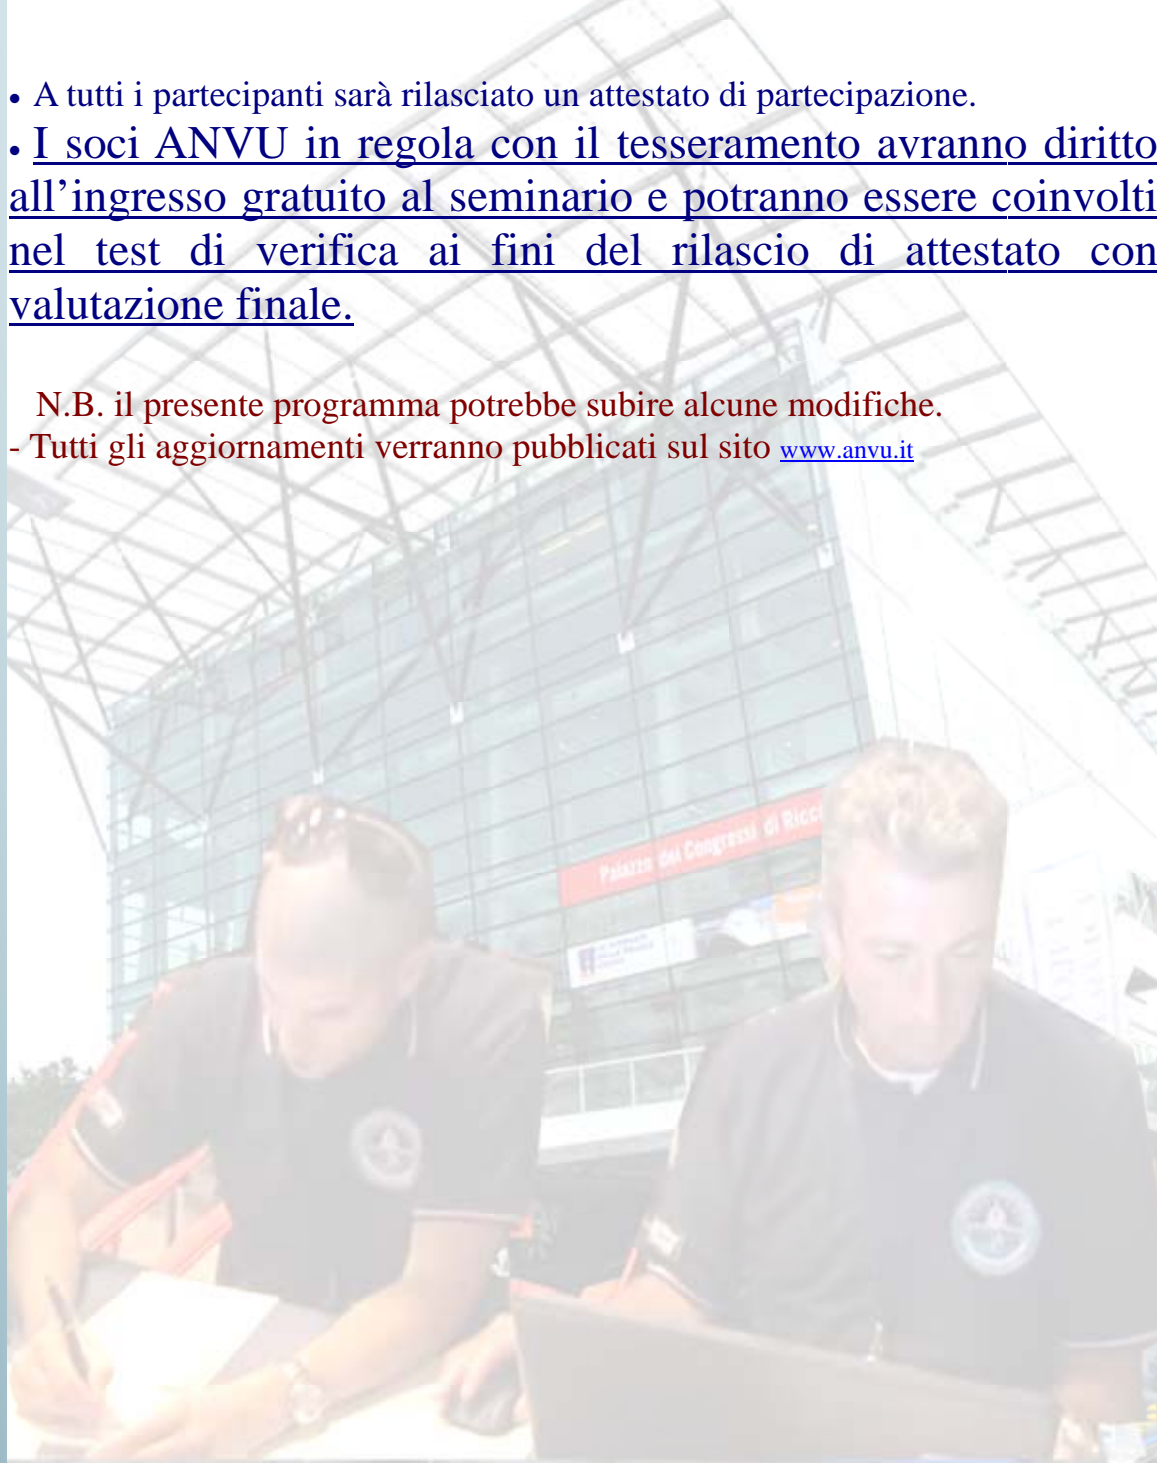 • A tutti i partecipanti sarà rilasciato un attestato di partecipazione.
• I soci ANVU in regola con il tesseramento avranno diritto
all’ingresso gratuito al seminario e potranno essere coinvolti
nel test di verifica ai fini del rilascio di attestato con
valutazione finale.
N.B. il presente programma potrebbe subire alcune modifiche.
- Tutti gli aggiornamenti verranno pubblicati sul sito www.anvu.it
Palazzo dei Congressi di Ricc